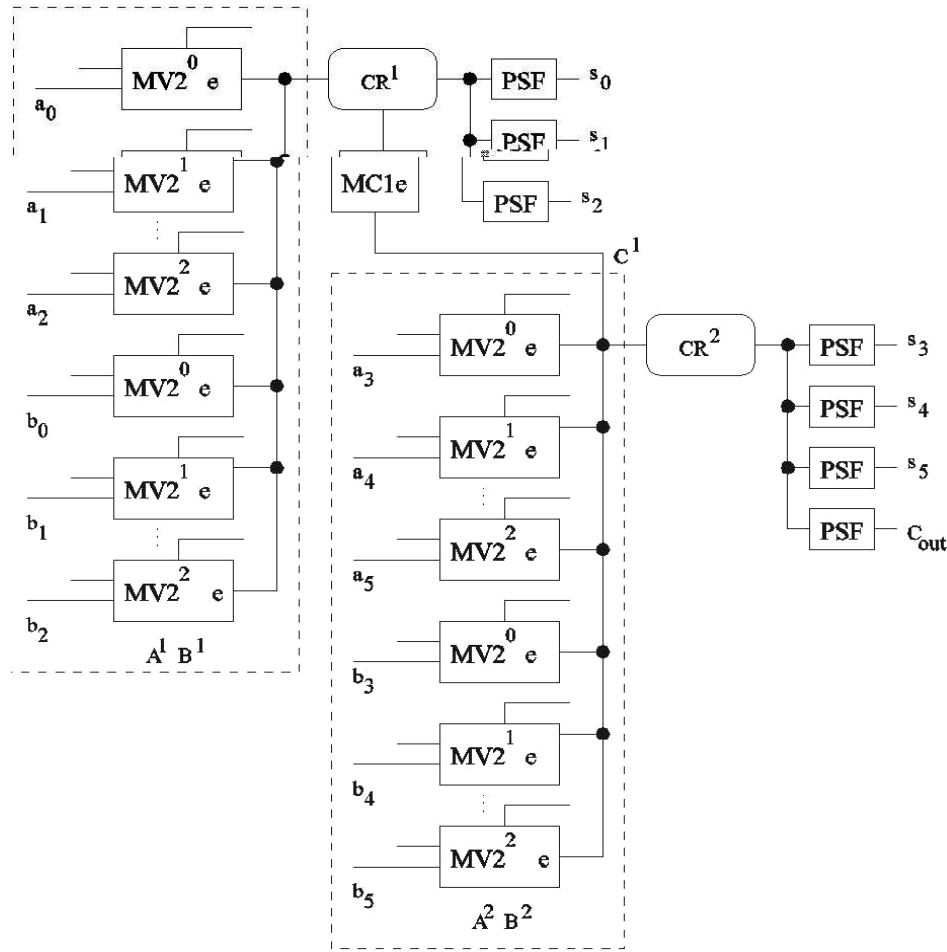 MV2⁰ e
a₀
CR¹
PSF
s₀
PSF
s₁
MV2¹ e
a₁
MC1e
PSF
s₂
MV2² e
a₂
C¹
MV2⁰ e
b₀
MV2⁰ e
a₃
CR²
PSF
s₃
PSF
s₄
MV2¹ e
b₁
MV2¹ e
a₄
PSF
s₅
MV2² e
b₂
MV2² e
a₅
PSF
C_out
A¹ B¹
MV2⁰ e
b₃
MV2¹ e
b₄
MV2² e
b₅
A² B²